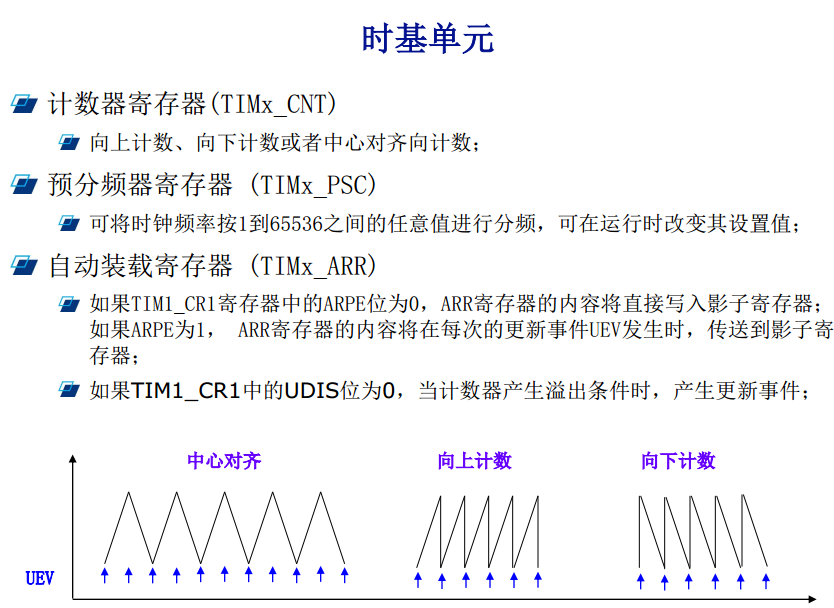 时基单元
计数器寄存器(TIMx_CNT)
向上计数、向下计数或者中心对齐向计数；
预分频器寄存器 (TIMx_PSC)
可将时钟频率按1到65536之间的任意值进行分频，可在运行时改变其设置值；
自动装载寄存器 (TIMx_ARR)
如果TIM1_CR1寄存器中的ARPE位为0，ARR寄存器的内容将直接写入影子寄存器；
如果ARPE为1， ARR寄存器的内容将在每次的更新事件UEV发生时，传送到影子寄
存器；
如果TIM1_CR1中的UDIS位为0，当计数器产生溢出条件时，产生更新事件；
中心对齐
向上计数
向下计数
UEV